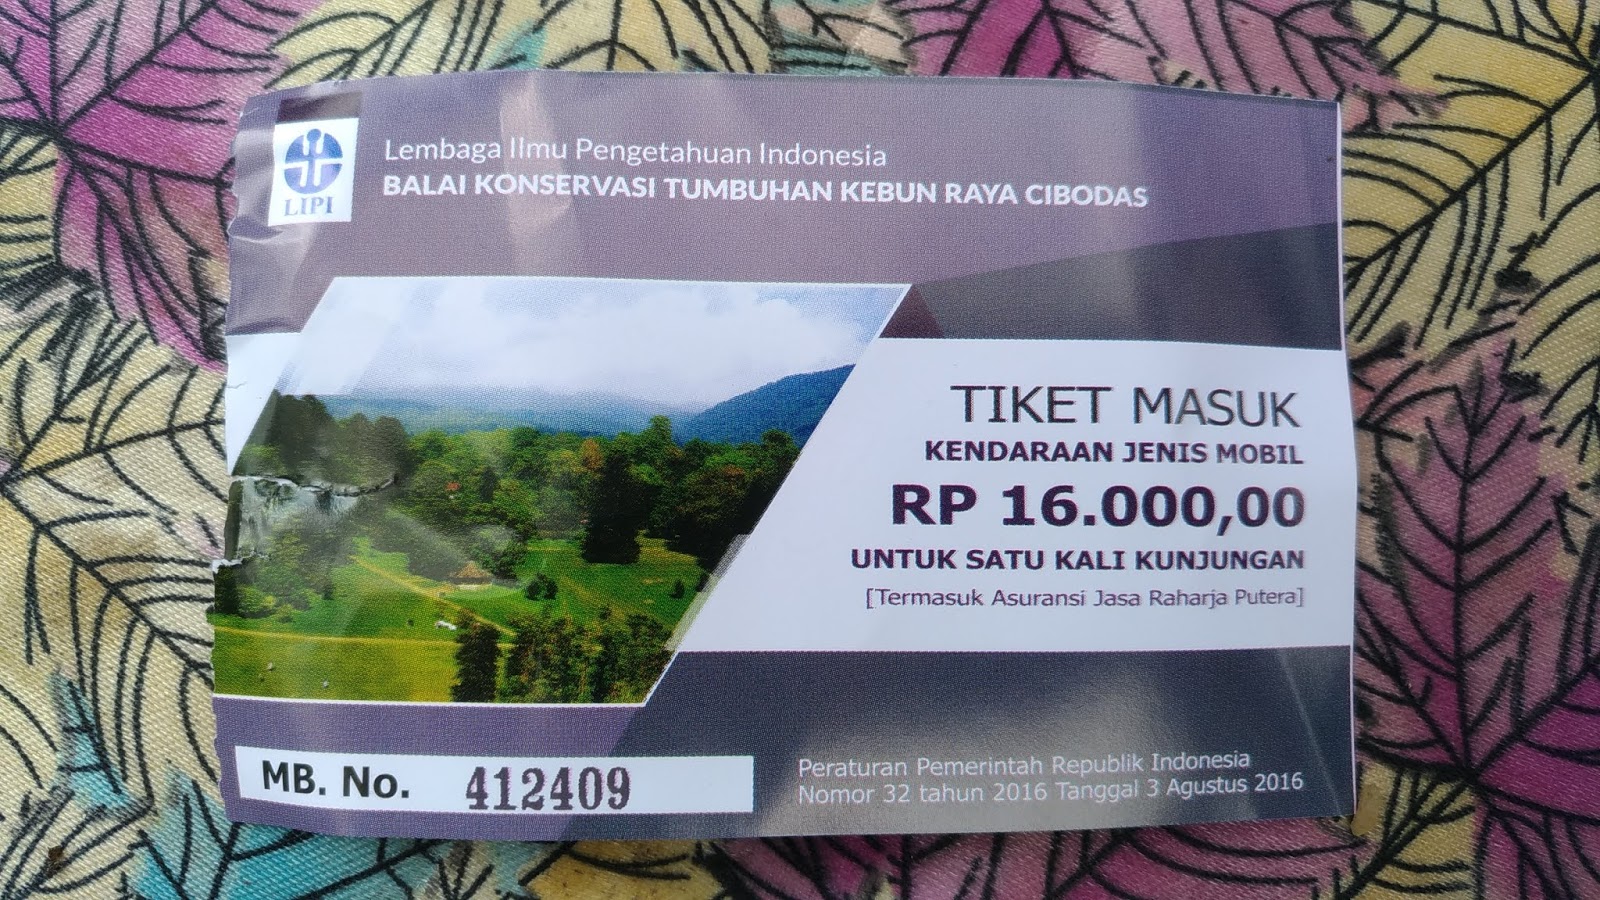 LIPI
Lembaga Ilmu Pengetahuan Indonesia
BALAI KONSERVASI TUMBUHAN KEBUN RAYA CIBODAS
TIKET MASUK
KENDARAAN JENIS MOBIL
RP 16.000,00
UNTUK SATU KALI KUNJUNGAN
[Termasuk Asuransi Jasa Raharja Putera]
MB. No. 412409
Peraturan Pemerintah Republik Indonesia
Nomor 32 tahun 2016 Tanggal 3 Agustus 2016